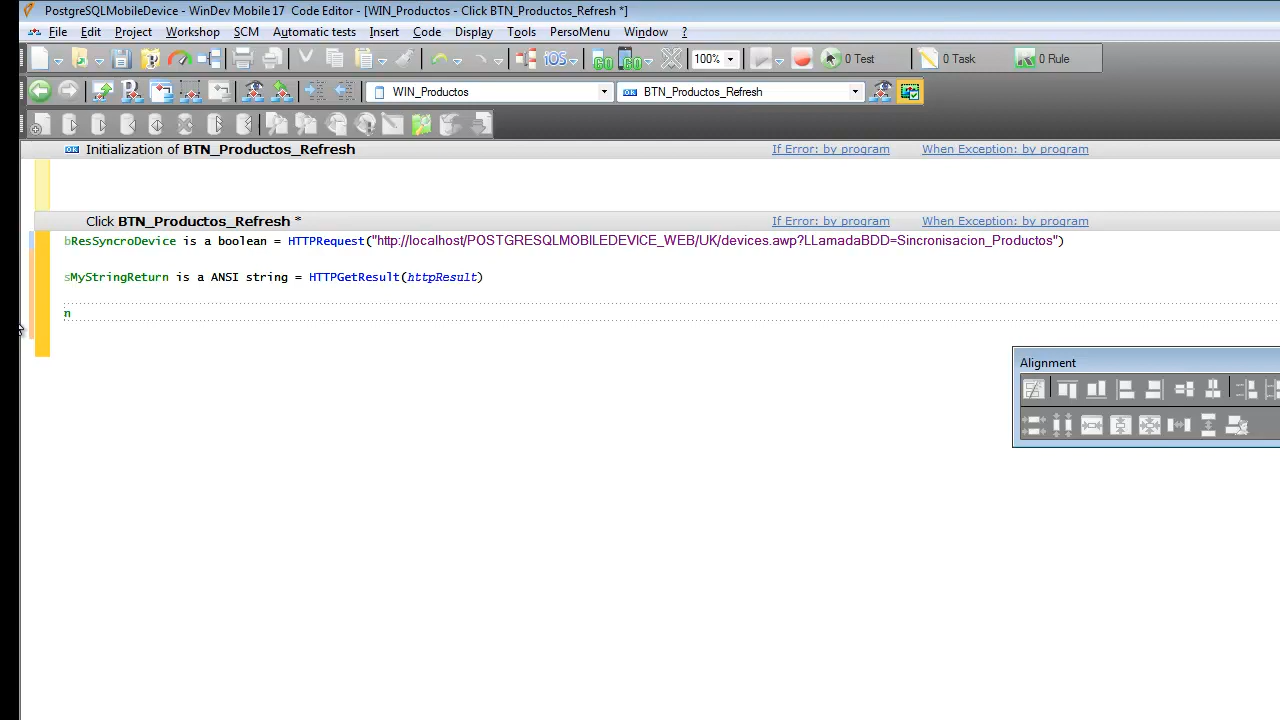 PostgreSQLMobileDevice - WinDev Mobile 17 Code Editor - [WIN_Productos - Click BTN_Productos_Refresh *]
File Edit Project Workshop SCM Automatic tests Insert Code Display Tools PersoMenu Window ?
GO iOS GO 100% 0 Test 0 Task 0 Rule
WIN_Productos BTN_Productos_Refresh
Initialization of BTN_Productos_Refresh If Error: by program When Exception: by program
Click BTN_Productos_Refresh * If Error: by program When Exception: by program
bResSyncroDevice is a boolean = HTTPRequest("http://localhost/POSTGRESQLMOBILEDEVICE_WEB/UK/devices.awp?LLamadaBDD=Sincronisacion_Productos")
sMyStringReturn is a ANSI string = HTTPGetResult(httpResult)
n
Alignment